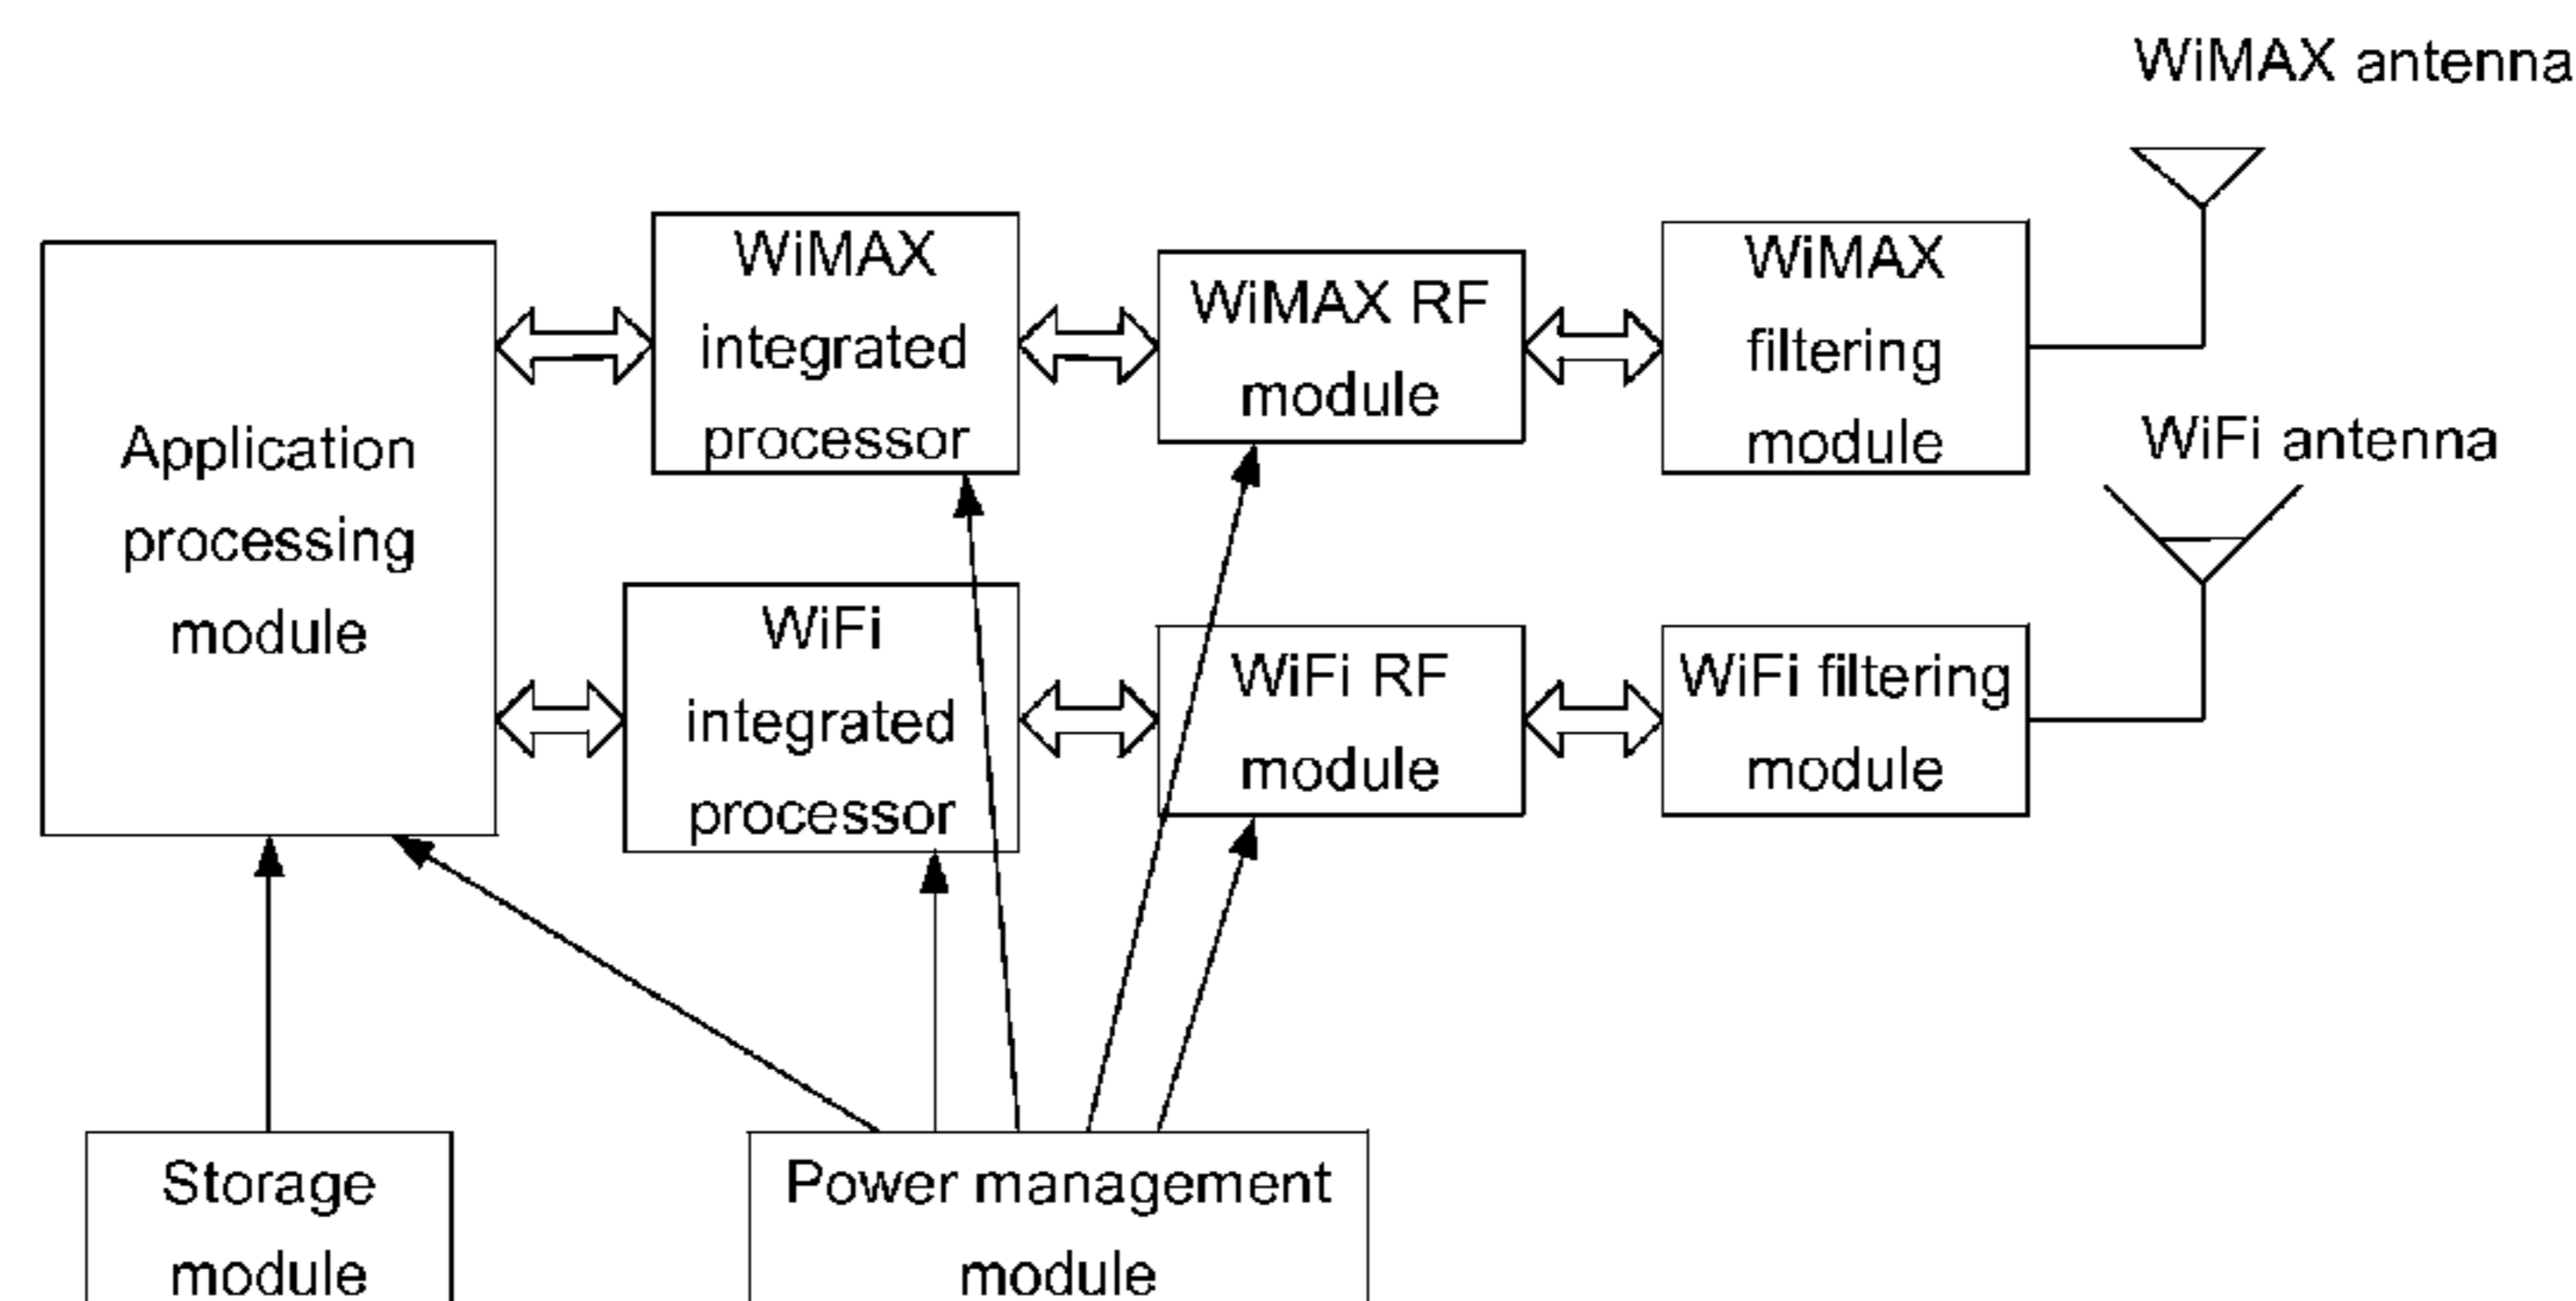 WiMAX antenna
WiMAX
integrated
processor
WiMAX RF
module
WiMAX
filtering
module
Application
processing
module
WiFi antenna
WiFi
integrated
processor
WiFi RF
module
WiFi filtering
module
Storage
module
Power management
module